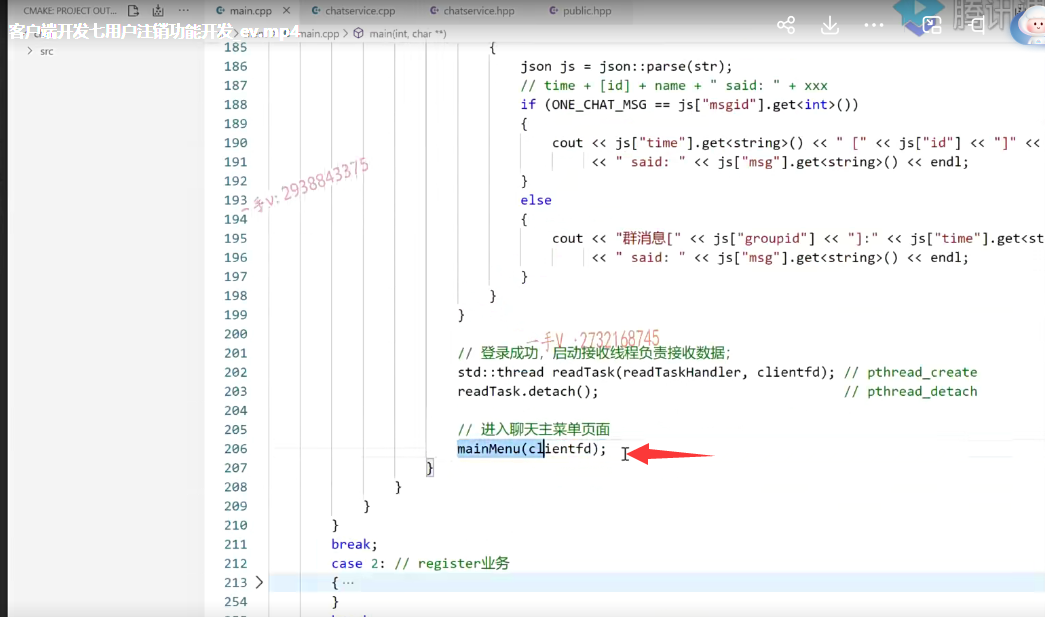 CMAKE: PROJECT OUT... main.cpp chatservice.cpp chatservice.hpp public.hpp
客户端开发七用户注销功能开发_ev.mp4 main.cpp > main(int, char **)
> src
185 {
186 json js = json::parse(str);
187 // time + [id] + name + " said: " + xxx
188 if (ONE_CHAT_MSG == js["msgid"].get<int>())
189 {
190 cout << js["time"].get<string>() << " [" << js["id"] << "]" <<
191 << " said: " << js["msg"].get<string>() << endl;
192 }
一手v: 2938843375
193 else
194 {
195 cout << "群消息[" << js["groupid"] << "]:" << js["time"].get<st
196 << " said: " << js["msg"].get<string>() << endl;
197 }
198 }
199 }
200
一手V :2732168745
201 // 登录成功，启动接收线程负责接收数据；
202 std::thread readTask(readTaskHandler, clientfd); // pthread_create
203 readTask.detach(); // pthread_detach
204
205 // 进入聊天主菜单页面
206 mainMenu(clientfd);
207 }
208 }
209 }
210 }
211 break;
212 case 2: // register业务
213 > { ...
254 }